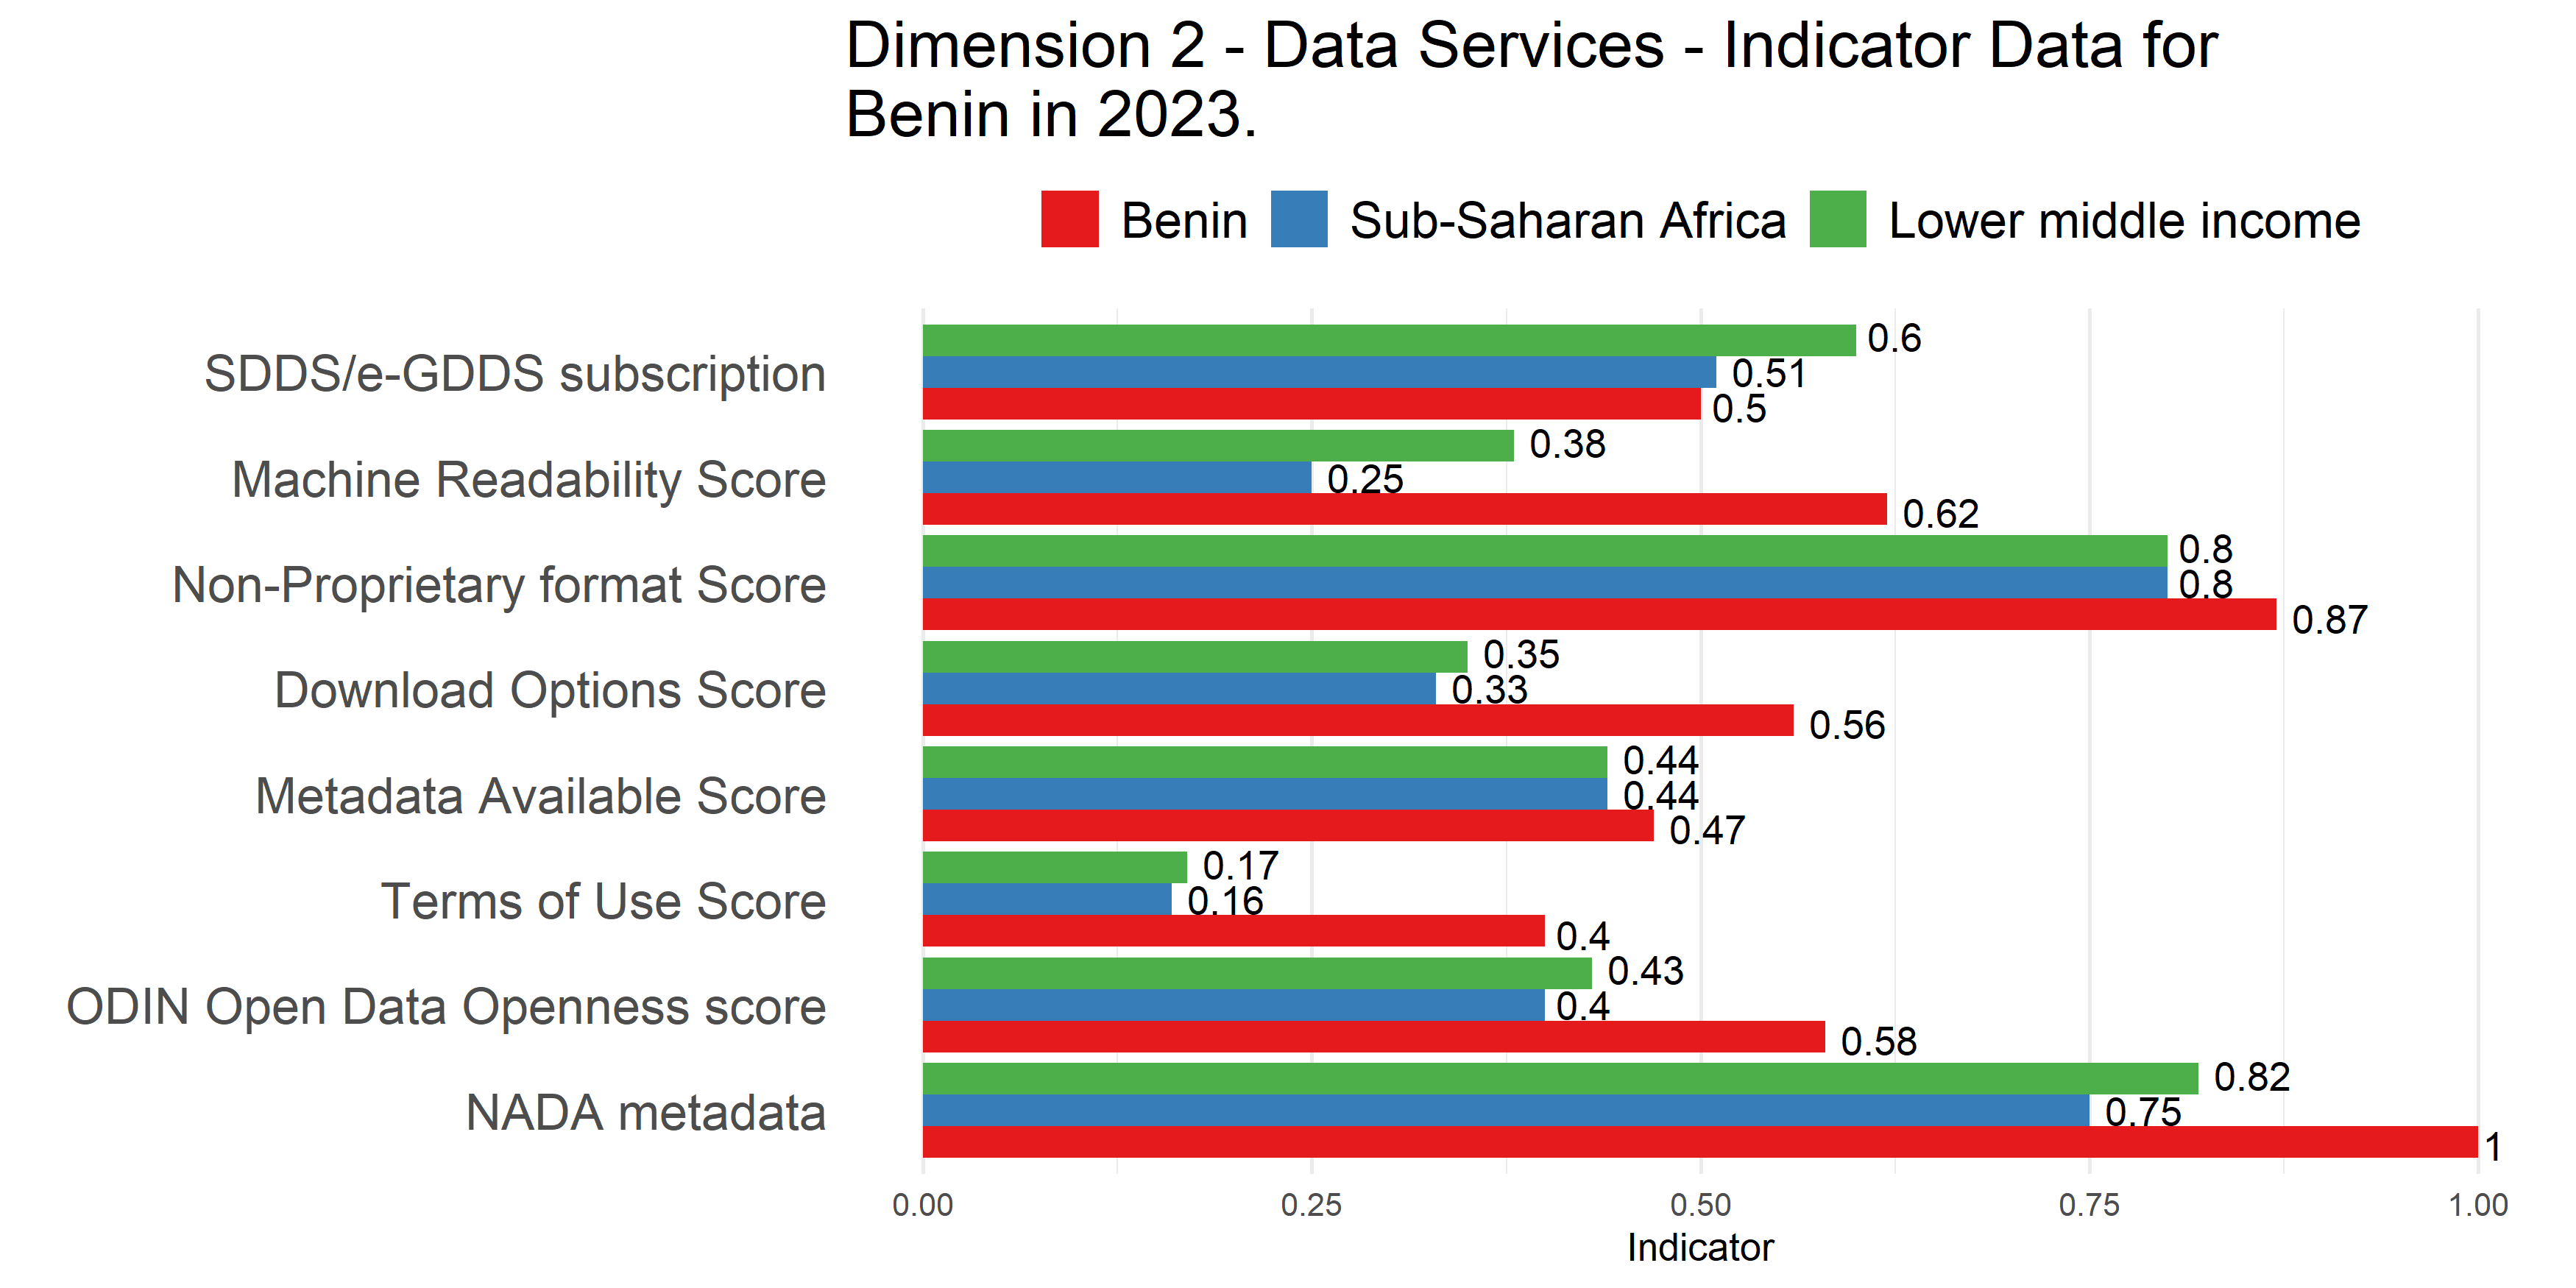 Dimension 2 - Data Services - Indicator Data for
Benin in 2023.
Benin Sub-Saharan Africa Lower middle income
SDDS/e-GDDS subscription
0.6
0.51
0.5
Machine Readability Score
0.38
0.25
0.62
Non-Proprietary format Score
0.8
0.8
0.87
Download Options Score
0.35
0.33
0.56
Metadata Available Score
0.44
0.44
0.47
Terms of Use Score
0.17
0.16
0.4
ODIN Open Data Openness score
0.43
0.4
0.58
NADA metadata
0.82
0.75
1
0.00 0.25 0.50 0.75 1.00
Indicator